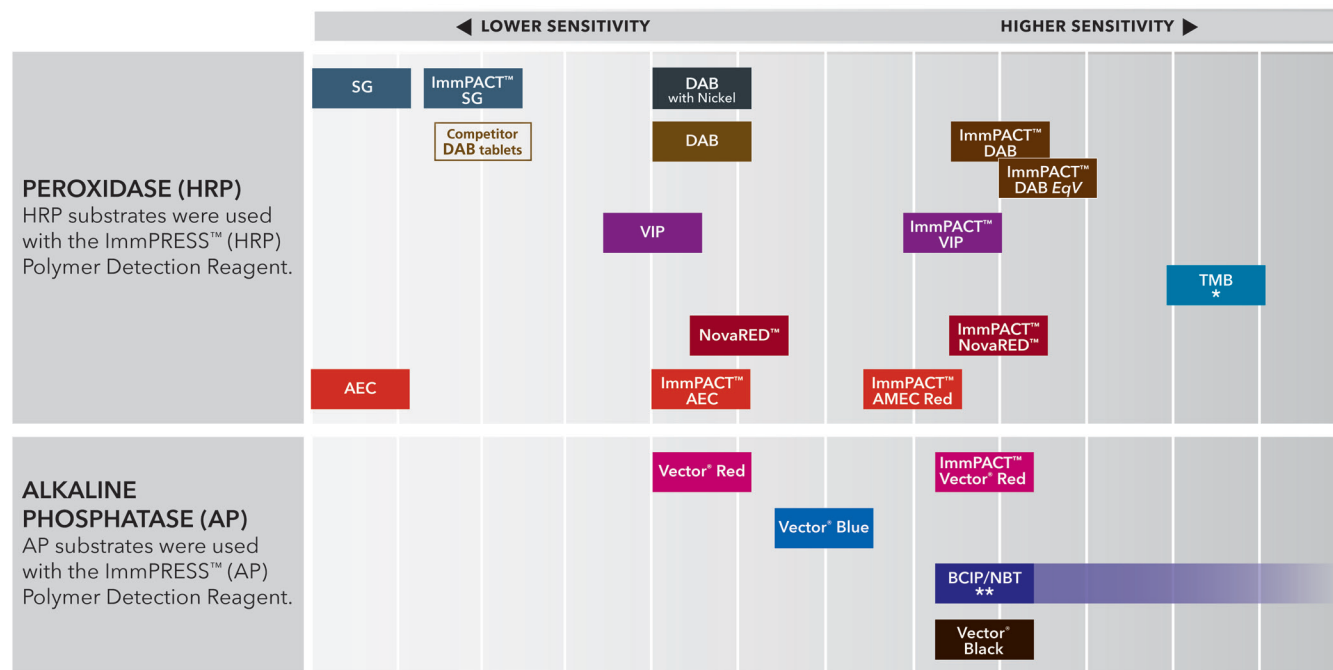 ◀ LOWER SENSITIVITY HIGHER SENSITIVITY ▶
PEROXIDASE (HRP)
HRP substrates were used
with the ImmPRESS™ (HRP)
Polymer Detection Reagent.
SG
ImmPACT™
SG
DAB
with Nickel
Competitor
DAB tablets
DAB
ImmPACT™
DAB
ImmPACT™
DAB EqV
VIP
ImmPACT™
VIP
TMB
*
NovaRED™
ImmPACT™
NovaRED™
AEC
ImmPACT™
AEC
ImmPACT™
AMEC Red
ALKALINE
PHOSPHATASE (AP)
AP substrates were used
with the ImmPRESS™ (AP)
Polymer Detection Reagent.
Vector® Red
ImmPACT™
Vector® Red
Vector® Blue
BCIP/NBT
**
Vector®
Black